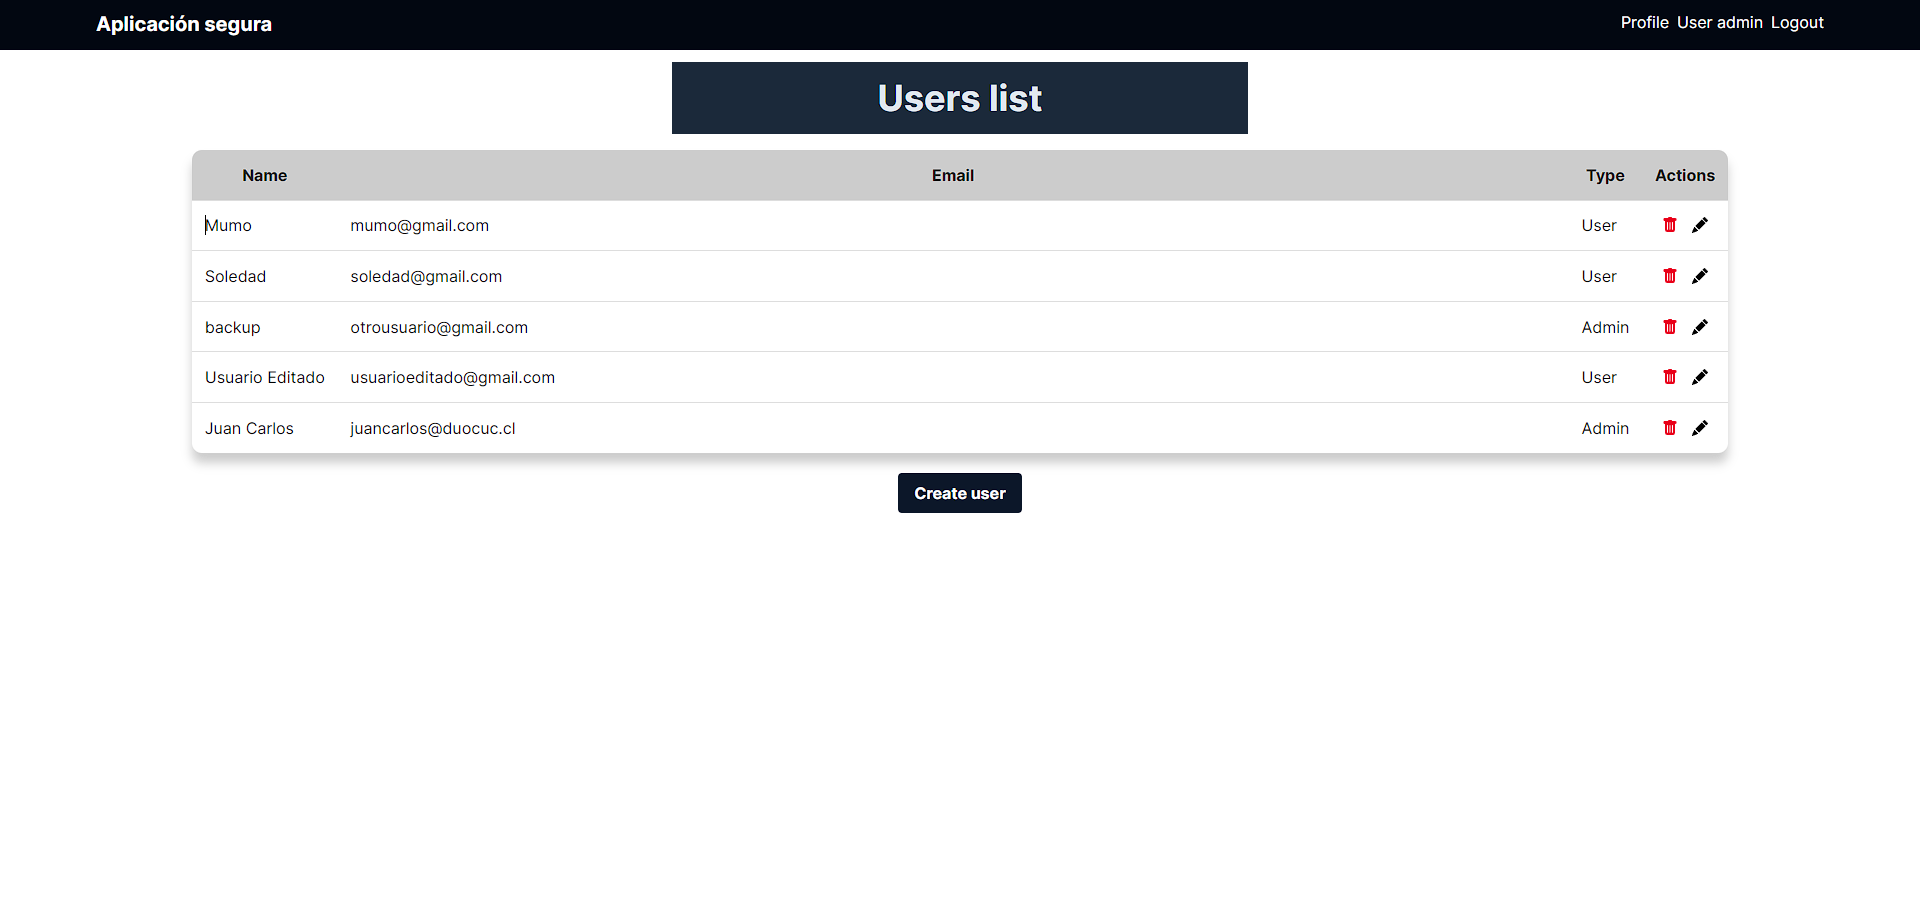 Aplicación segura Profile User admin Logout
Users list
Name Email Type Actions
Mumo mumo@gmail.com User
Soledad soledad@gmail.com User
backup otrousuario@gmail.com Admin
Usuario Editado usuarioeditado@gmail.com User
Juan Carlos juancarlos@duocuc.cl Admin
Create user